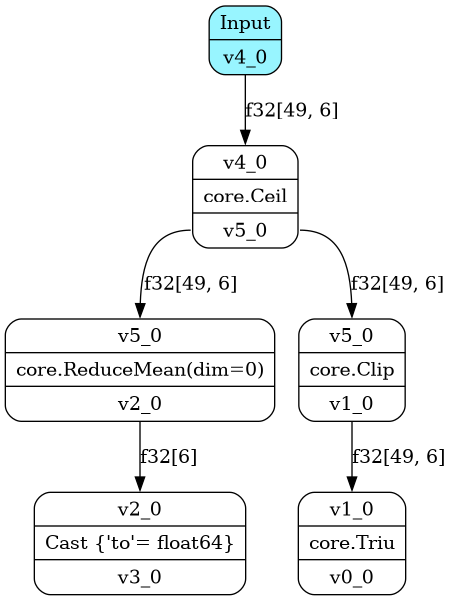 Input
v4_0
f32[49, 6]
v4_0
core.Ceil
v5_0
f32[49, 6]
f32[49, 6]
v5_0
core.ReduceMean(dim=0)
v2_0
v5_0
core.Clip
v1_0
f32[6]
f32[49, 6]
v2_0
Cast {'to'= float64}
v3_0
v1_0
core.Triu
v0_0